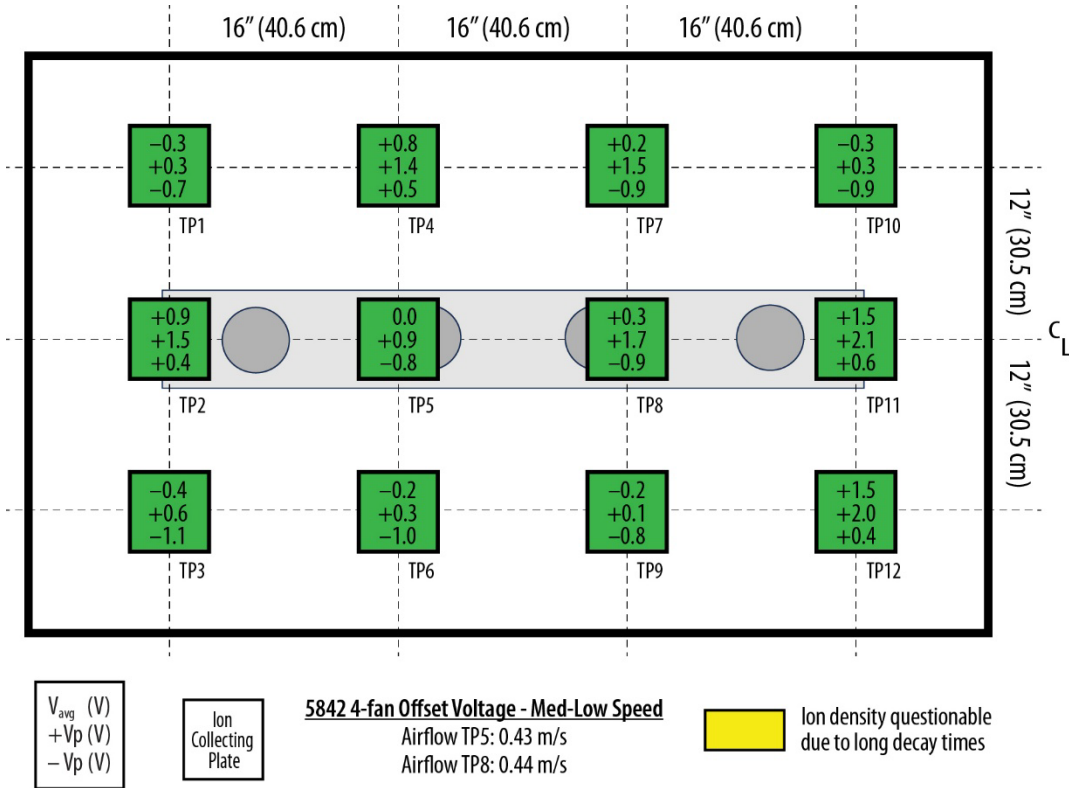 16” (40.6 cm) 16” (40.6 cm) 16” (40.6 cm)
−0.3
+0.3
−0.7
TP1
+0.8
+1.4
+0.5
TP4
+0.2
+1.5
−0.9
TP7
−0.3
+0.3
−0.9
TP10
12” (30.5 cm)
+0.9
+1.5
+0.4
TP2
0.0
+0.9
−0.8
TP5
+0.3
+1.7
−0.9
TP8
+1.5
+2.1
+0.6
TP11
CL
12” (30.5 cm)
−0.4
+0.6
−1.1
TP3
−0.2
+0.3
−1.0
TP6
−0.2
+0.1
−0.8
TP9
+1.5
+2.0
+0.4
TP12
Vavg (V)
+Vp (V)
−Vp (V)
Ion
Collecting
Plate
5842 4-fan Offset Voltage - Med-Low Speed
Airflow TP5: 0.43 m/s
Airflow TP8: 0.44 m/s
Ion density questionable
due to long decay times